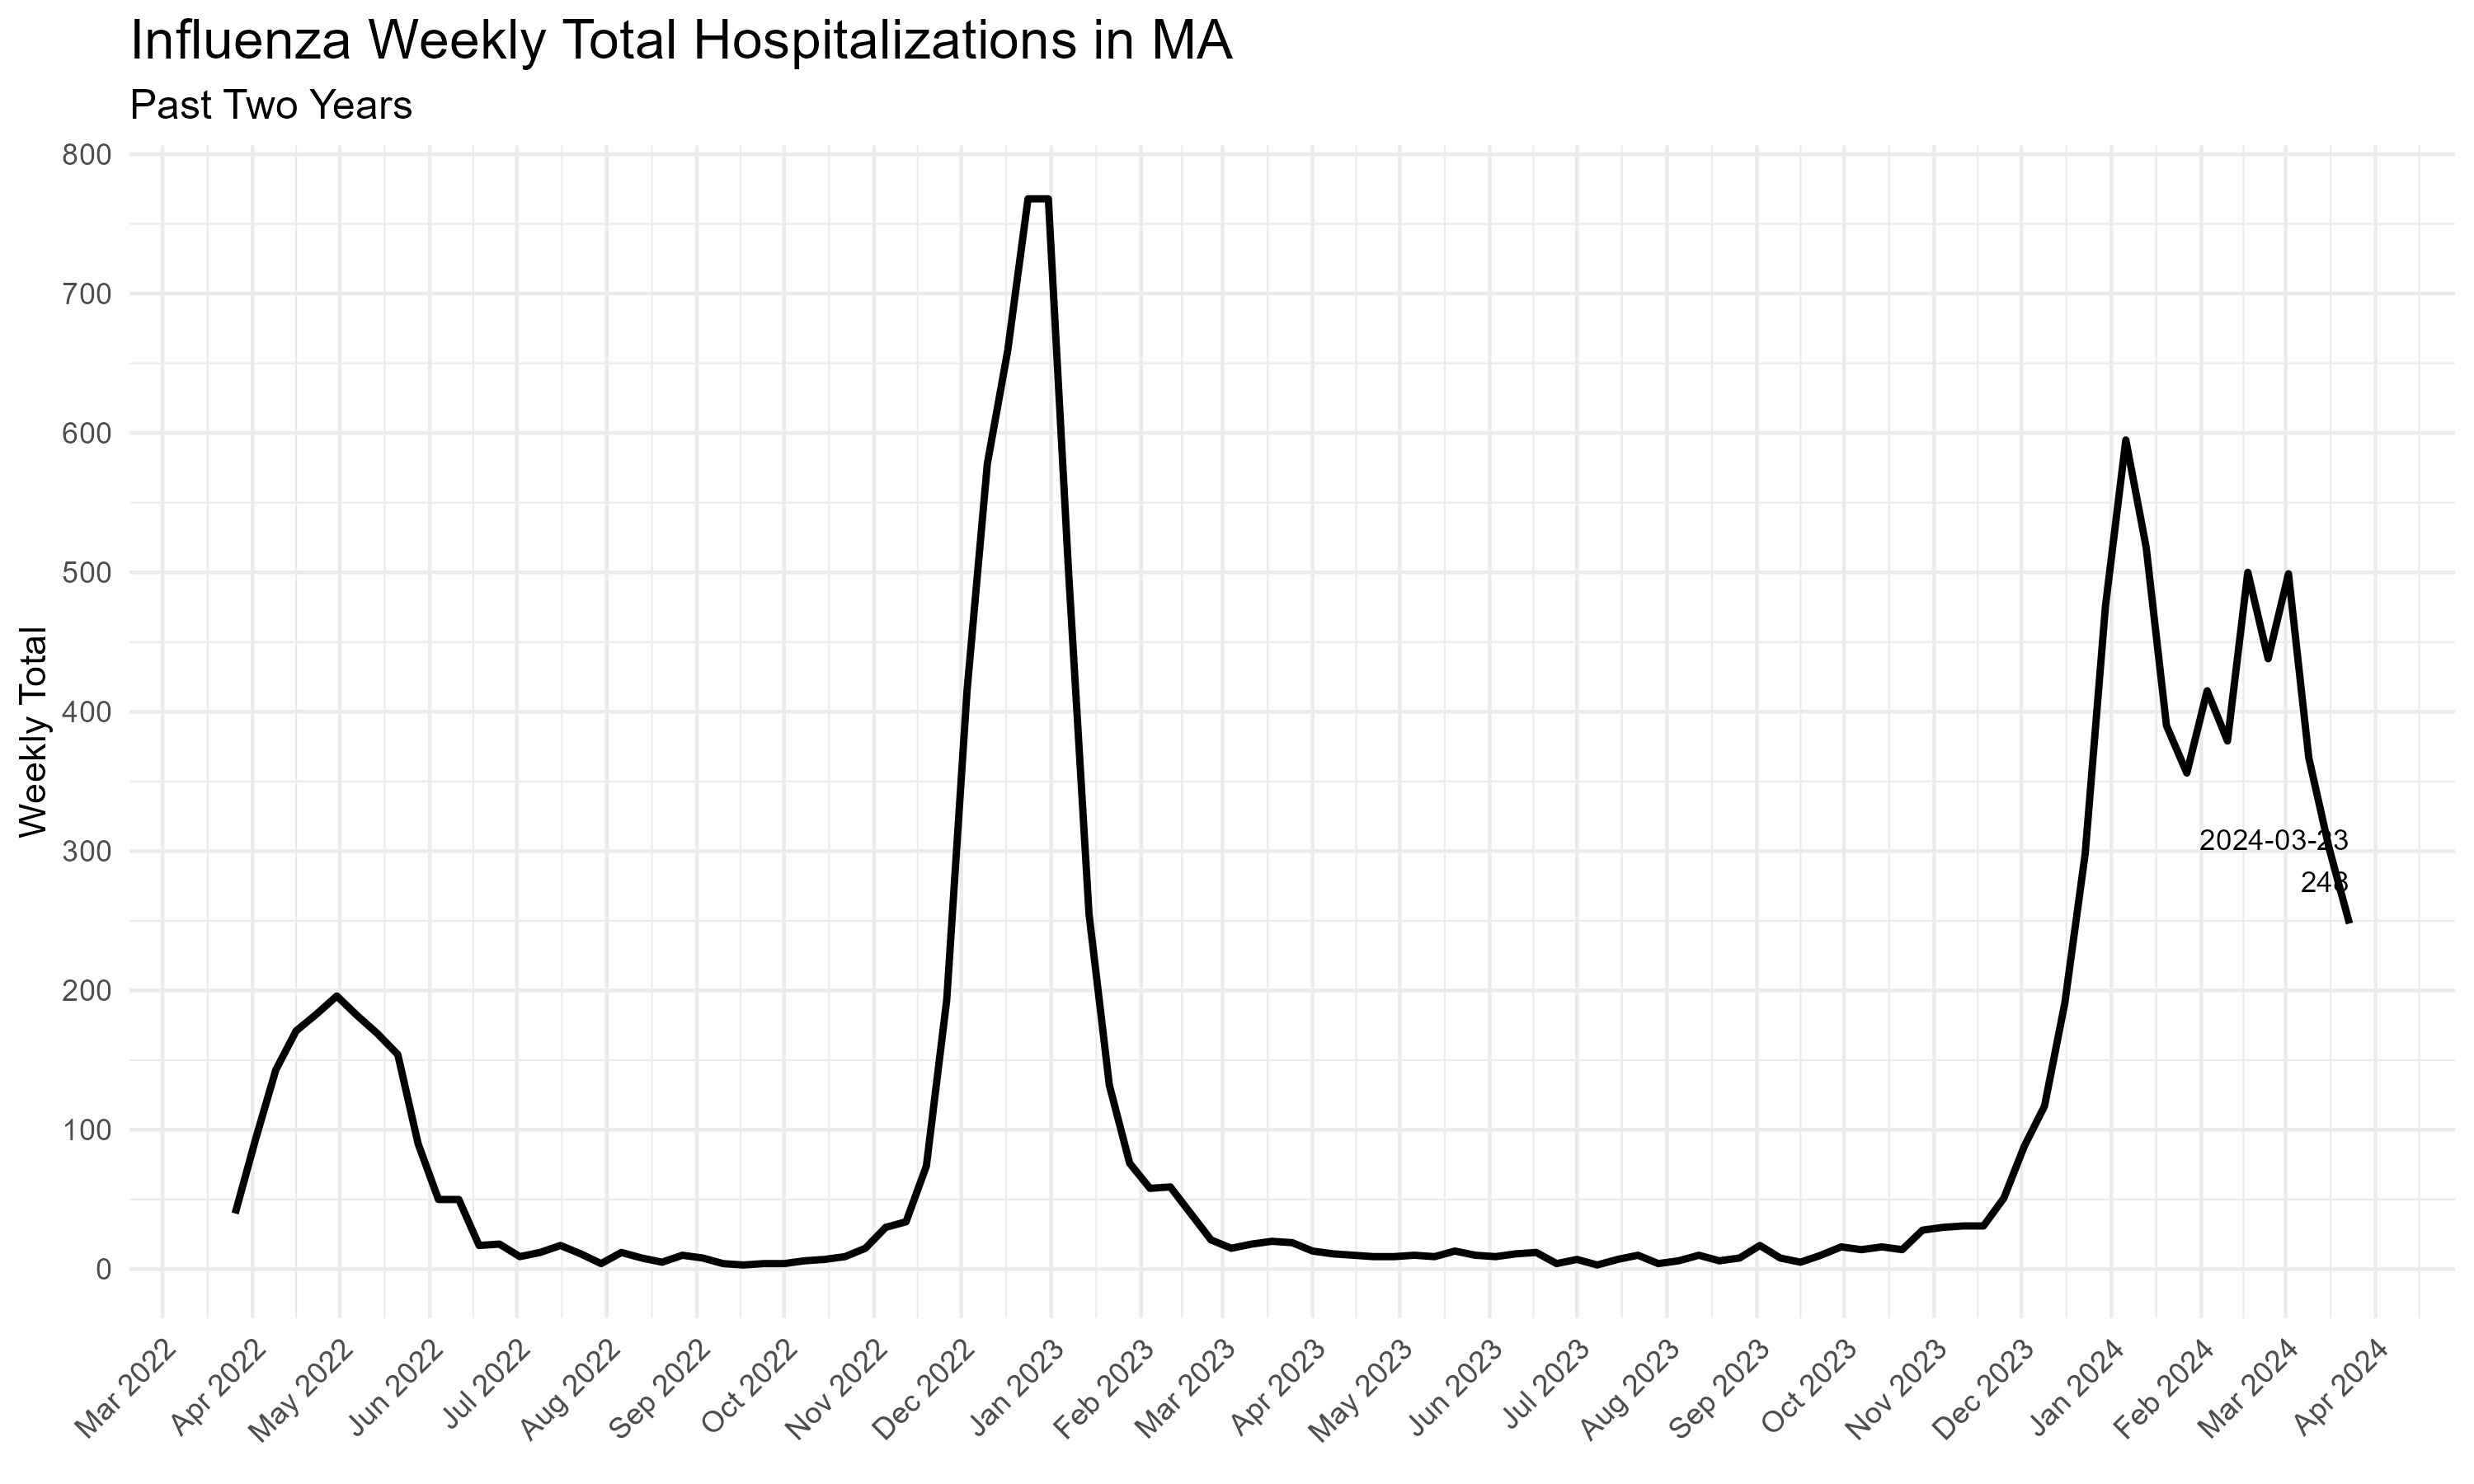 Influenza Weekly Total Hospitalizations in MA
Past Two Years
Weekly Total
800
700
600
500
400
300
200
100
0
2024-03-23
248
Mar 2022
Apr 2022
May 2022
Jun 2022
Jul 2022
Aug 2022
Sep 2022
Oct 2022
Nov 2022
Dec 2022
Jan 2023
Feb 2023
Mar 2023
Apr 2023
May 2023
Jun 2023
Jul 2023
Aug 2023
Sep 2023
Oct 2023
Nov 2023
Dec 2023
Jan 2024
Feb 2024
Mar 2024
Apr 2024